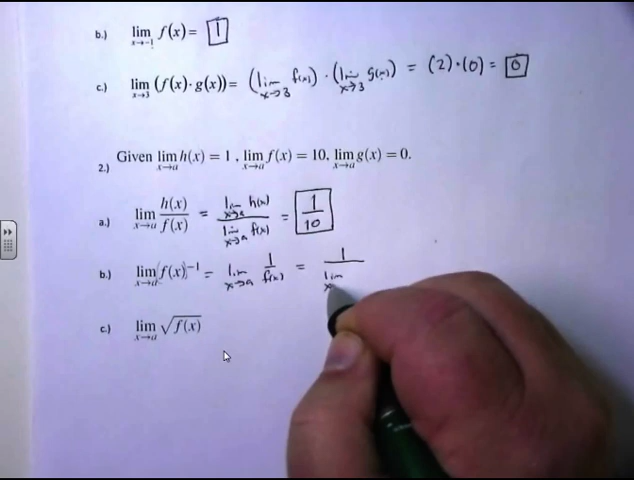 b.) lim x→-1 f(x) = 1
c.) lim x→3 (f(x)·g(x)) = (lim x→3 f(x)) · (lim x→3 g(x)) = (2)·(0) = 0
2.) Given lim x→a h(x) = 1 , lim x→a f(x) = 10, lim x→a g(x) = 0.
a.) lim x→a h(x)/f(x) = lim x→a h(x) / lim x→a f(x) = 1/10
b.) lim x→a (f(x))⁻¹ = lim x→a 1/f(x) = 1/lim x
c.) lim x→a √f(x)